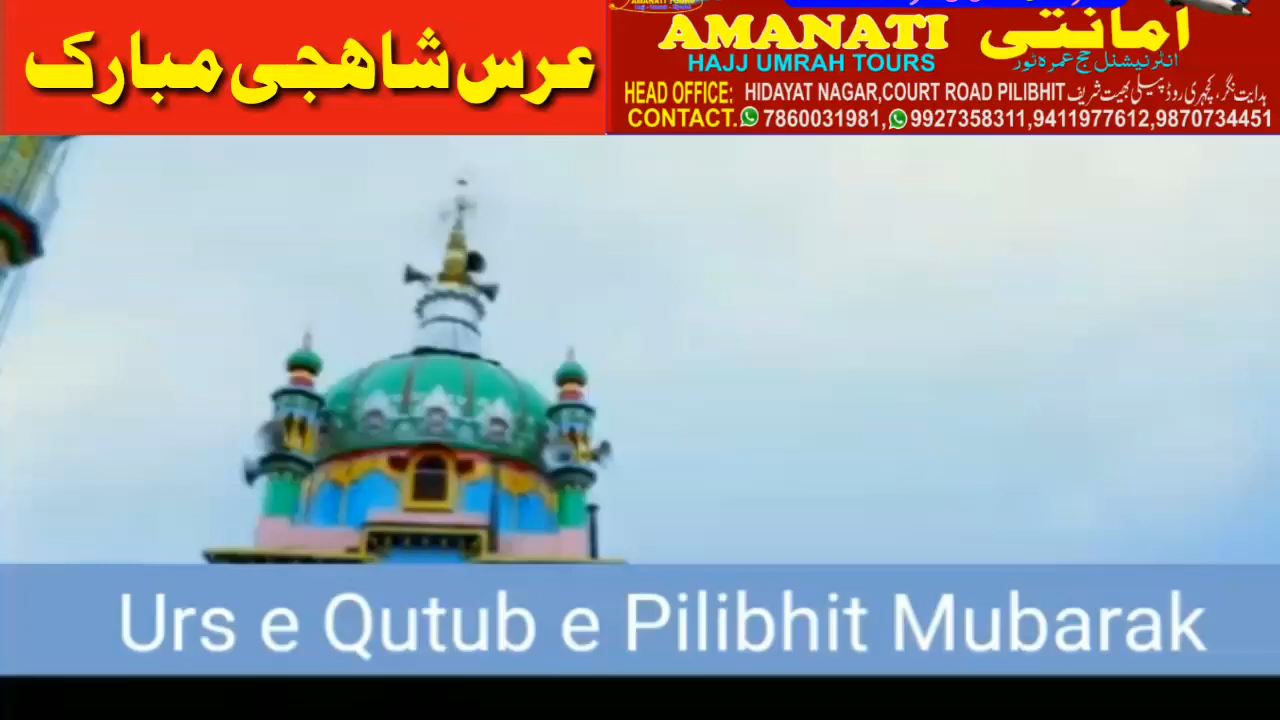 عرس شاھجی مبارک
AMANATI امانتی
HAJJ UMRAH TOURS انٹرنیشنل حج عمرہ ٹور
HEAD OFFICE: HIDAYAT NAGAR,COURT ROAD PILIBHIT ہدایت نگر، کچہری روڈ پیلی بھیت شریف
CONTACT. 7860031981, 9927358311,9411977612,9870734451
Urs e Qutub e Pilibhit Mubarak